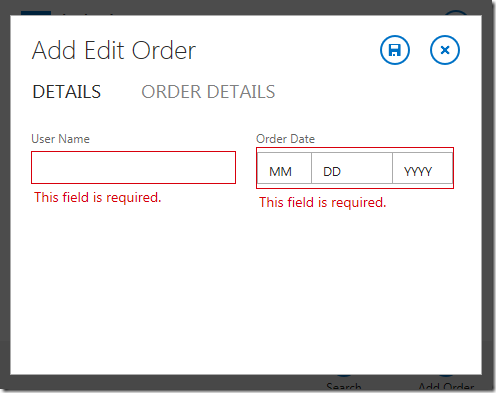 Add Edit Order
DETAILS ORDER DETAILS
User Name Order Date
MM DD YYYY
This field is required. This field is required.
Search Add Order